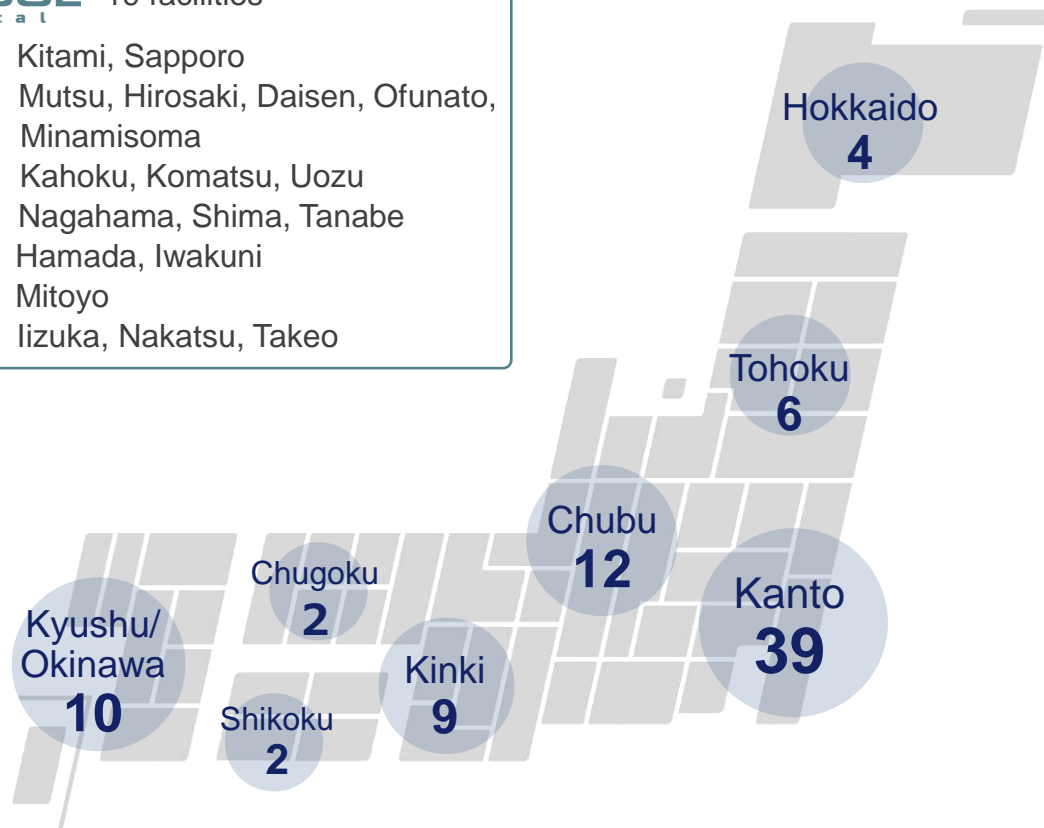 facilities
Kitami, Sapporo
Mutsu, Hirosaki, Daisen, Ofunato,
Minamisoma
Kahoku, Komatsu, Uozu
Nagahama, Shima, Tanabe
Hamada, Iwakuni
Mitoyo
Iizuka, Nakatsu, Takeo
Hokkaido
4
Tohoku
6
Chubu
12
Kanto
39
Chugoku
2
Kinki
9
Shikoku
2
Kyushu/
Okinawa
10